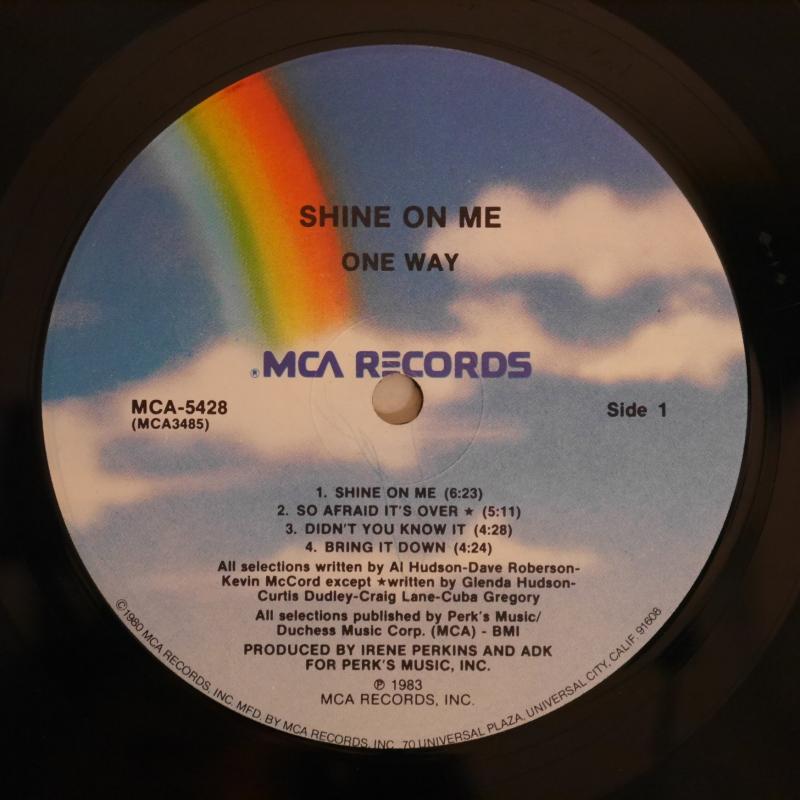 SHINE ON ME
ONE WAY
® MCA RECORDS
MCA-5428
(MCA3485)
Side 1
1. SHINE ON ME (6:23)
2. SO AFRAID IT'S OVER ★ (5:11)
3. DIDN'T YOU KNOW IT (4:28)
4. BRING IT DOWN (4:24)
All selections written by Al Hudson-Dave Roberson-
Kevin McCord except ★written by Glenda Hudson-
Curtis Dudley-Craig Lane-Cuba Gregory
All selections published by Perk's Music/
Duchess Music Corp. (MCA) - BMI
PRODUCED BY IRENE PERKINS AND ADK
FOR PERK'S MUSIC, INC.
℗ 1983
MCA RECORDS, INC.
©1980 MCA RECORDS, INC. MFD. BY MCA RECORDS, INC. 70 UNIVERSAL PLAZA, UNIVERSAL CITY, CALIF. 91608